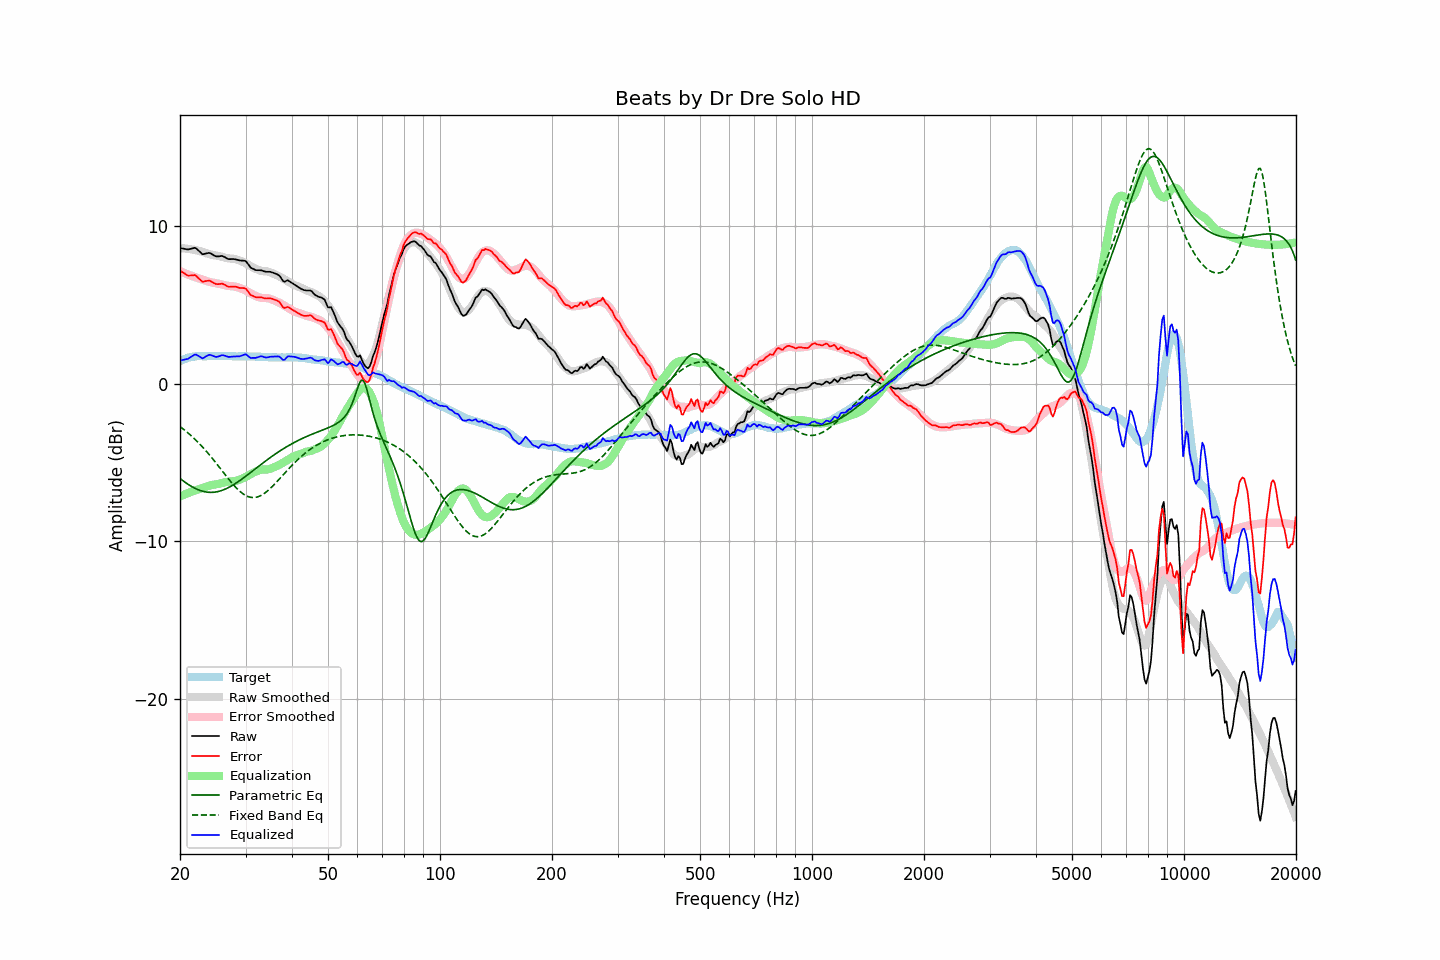 Beats by Dr Dre Solo HD
Amplitude (dBr)
10
0
−10
−20
Target
Raw Smoothed
Error Smoothed
Raw
Error
Equalization
Parametric Eq
Fixed Band Eq
Equalized
20 50 100 200 500 1000 2000 5000 10000 20000
Frequency (Hz)